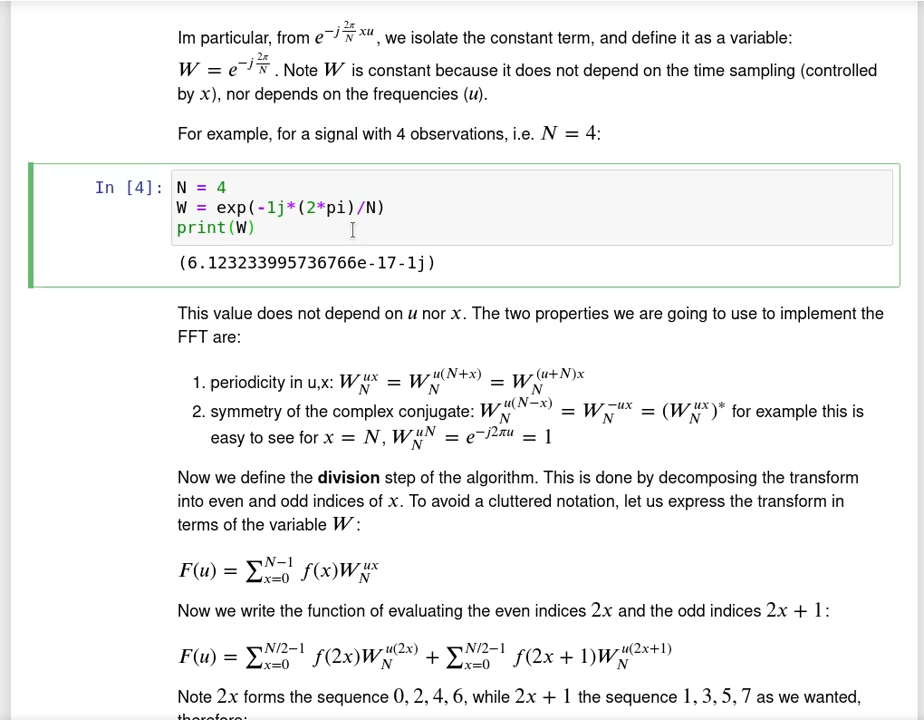 Im particular, from e^{-j\frac{2π}{N}xu}, we isolate the constant term, and define it as a variable:
W = e^{-j\frac{2π}{N}}. Note W is constant because it does not depend on the time sampling (controlled
by x), nor depends on the frequencies (u).
For example, for a signal with 4 observations, i.e. N = 4:
In [4]: N = 4
W = exp(-1j*(2*pi)/N)
print(W)
(6.123233995736766e-17-1j)
This value does not depend on u nor x. The two properties we are going to use to implement the
FFT are:
1. periodicity in u,x: W_N^{ux} = W_N^{u(N+x)} = W_N^{(u+N)x}
2. symmetry of the complex conjugate: W_N^{u(N-x)} = W_N^{-ux} = (W_N^{ux})^* for example this is
easy to see for x = N, W_N^{uN} = e^{-j2πu} = 1
Now we define the division step of the algorithm. This is done by decomposing the transform
into even and odd indices of x. To avoid a cluttered notation, let us express the transform in
terms of the variable W:
F(u) = ∑_{x=0}^{N-1} f(x)W_N^{ux}
Now we write the function of evaluating the even indices 2x and the odd indices 2x + 1:
F(u) = ∑_{x=0}^{N/2-1} f(2x)W_N^{u(2x)} + ∑_{x=0}^{N/2-1} f(2x + 1)W_N^{u(2x+1)}
Note 2x forms the sequence 0, 2, 4, 6, while 2x + 1 the sequence 1, 3, 5, 7 as we wanted,
therefore: